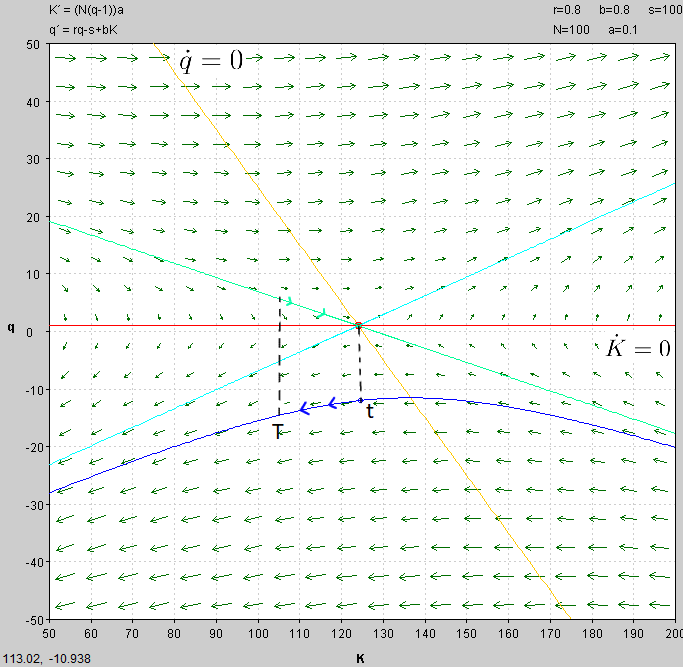 K´ = (N(q-1))a
r=0.8 b=0.8 s=100
q´ = rq-s+bK
N=100 a=0.1
50
q̇ = 0
40
30
20
10
q
0
K̇ = 0
-10
t
T
-20
-30
-40
-50
50 60 70 80 90 100 110 120 130 140 150 160 170 180 190 200
113.02, -10.938
K